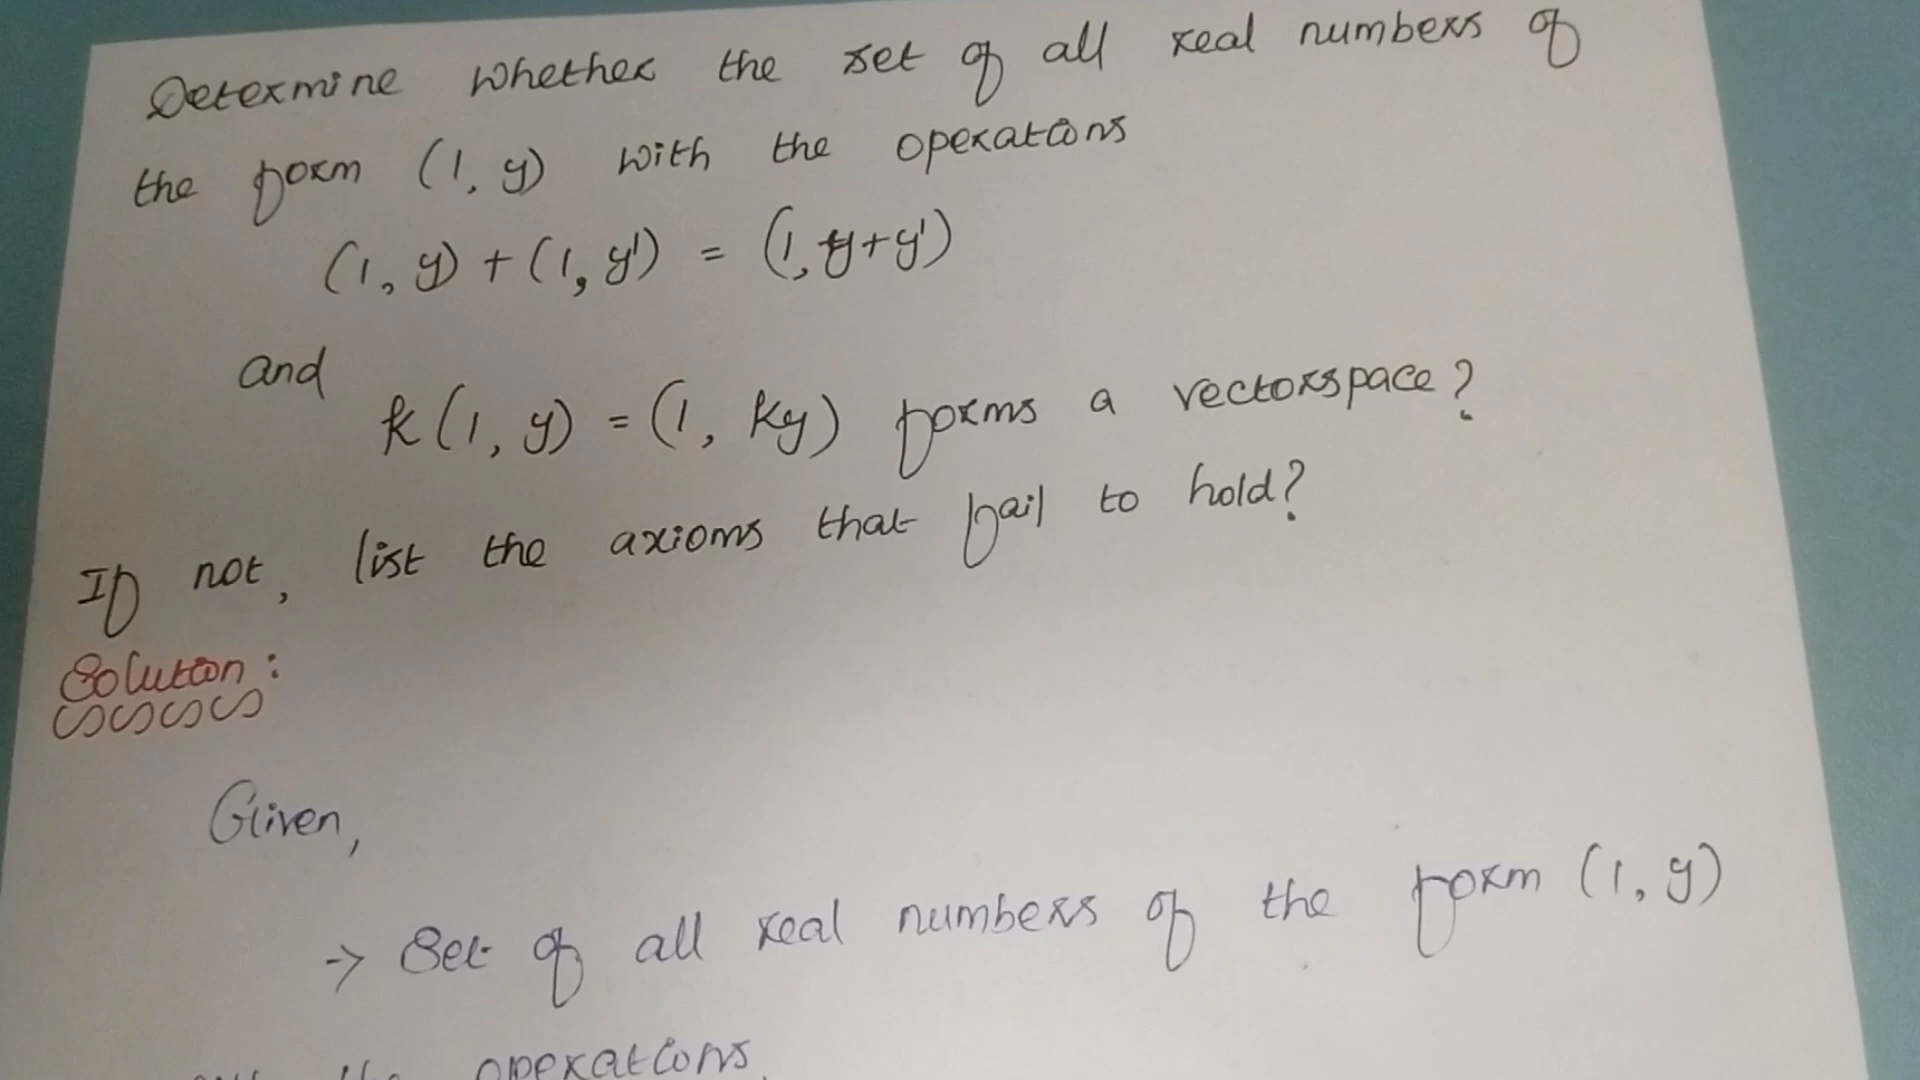 Determine whether the set of all real numbers of
the form (1, y) with the operations
(1, y) + (1, y') = (1, y+y')
and
k(1, y) = (1, ky) forms a vectorspace?
If not, list the axioms that fail to hold?
Solution:
Given,
→ Set of all real numbers of the form (1, y)
operations